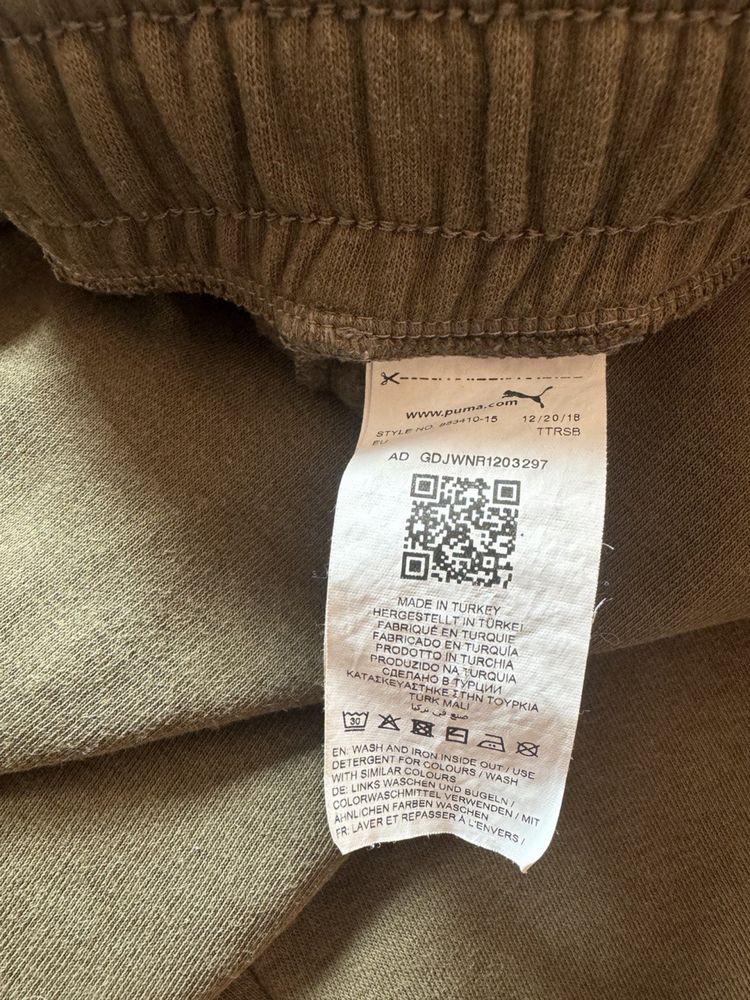 www.puma.com
STYLE NO. 853410-15 12/20/18
EU TTRSB
AD GDJWNR1203297
MADE IN TURKEY
HERGESTELLT IN TÜRKEI
FABRIQUÉ EN TURQUIE
FABRICADO EN TURQUÍA
PRODOTTO IN TURCHIA
PRODUZIDO NA TURQUIA
СДЕЛАНО В ТУРЦИИ
ΚΑΤΑΣΚΕΥΑΣΤΗΚΕ ΣΤΗΝ ΤΟΥΡΚΙΑ
TÜRK MALI
صنع في تركيا
30
EN: WASH AND IRON INSIDE OUT / USE
DETERGENT FOR COLOURS / WASH
WITH SIMILAR COLOURS
DE: LINKS WASCHEN UND BÜGELN /
COLORWASCHMITTEL VERWENDEN / MIT
ÄHNLICHEN FARBEN WASCHEN
FR: LAVER ET REPASSER À L'ENVERS /